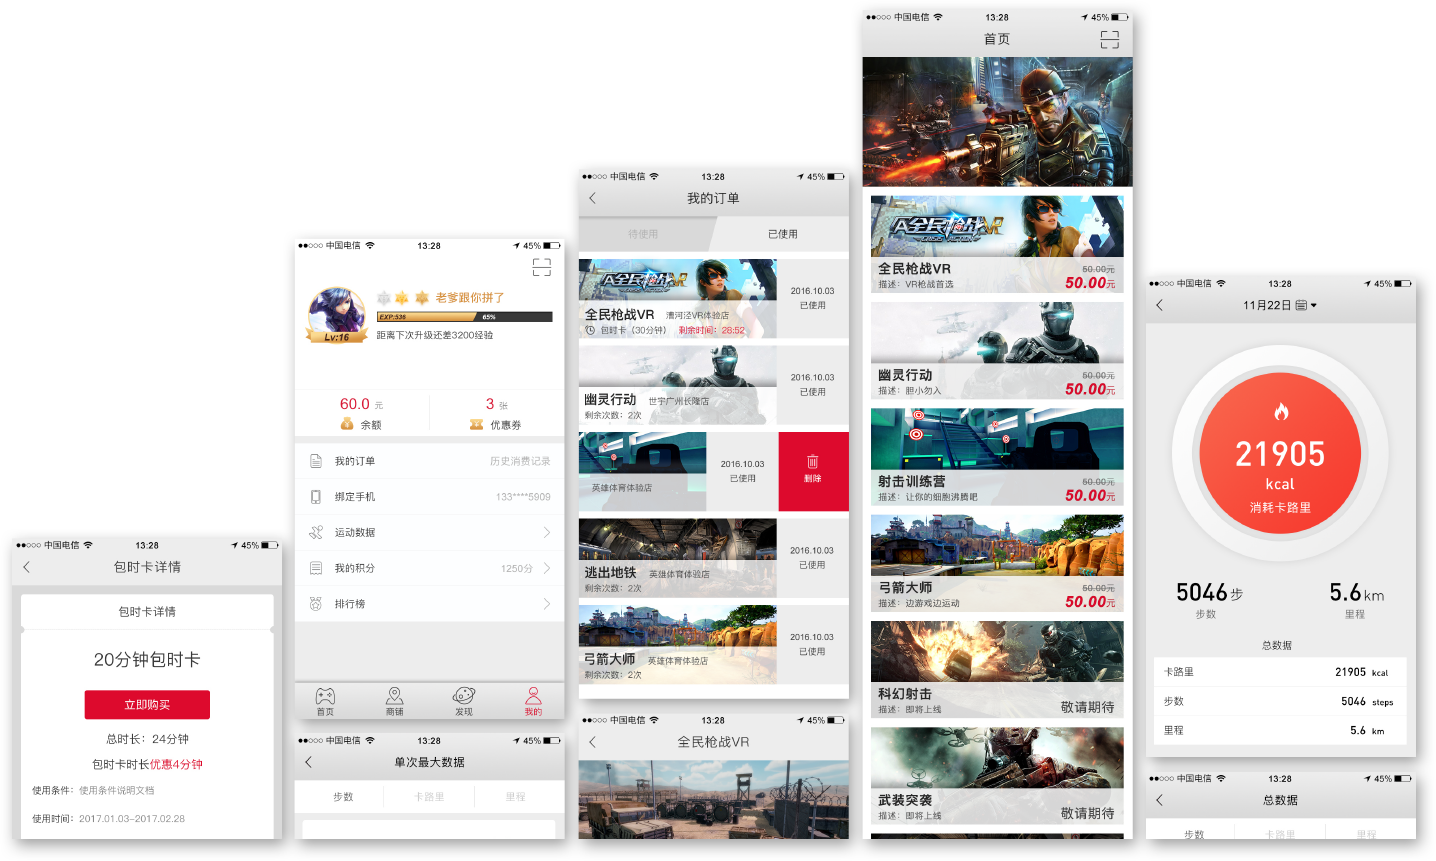 中国电信 13:28 45%
包时卡详情
包时卡详情
20分钟包时卡
立即购买
总时长：24分钟
包时卡时长优惠4分钟
使用条件：使用条件说明文档
使用时间：2017.01.03-2017.02.28
中国电信 13:28 45%
老爹跟你拼了
EXP:536 65%
Lv:16
距离下次升级还差3200经验
60.0 元
余额
3 张
优惠券
我的订单 历史消费记录
绑定手机 133****5909
运动数据
我的积分 1250分
排行榜
首页 商铺 发现 我的
中国电信 13:28 45%
单次最大数据
步数 卡路里 里程
中国电信 13:28 45%
我的订单
待使用 已使用
全民枪战VR
全民枪战VR 漕河泾VR体验店
包时卡（30分钟） 剩余时间：28:52
2016.10.03
已使用
幽灵行动 世宇广州长隆店
剩余次数：2次
2016.10.03
已使用
英雄体育体验店
2016.10.03
已使用
删除
逃出地铁 英雄体育体验店
剩余次数：2次
2016.10.03
已使用
弓箭大师 英雄体育体验店
剩余次数：2次
2016.10.03
已使用
中国电信 13:28 45%
全民枪战VR
中国电信 13:28 45%
首页
全民枪战VR
CRISIS ACTION
全民枪战VR 50.00元
描述：VR枪战首选 50.00元
幽灵行动 50.00元
描述：胆小勿入 50.00元
射击训练营 50.00元
描述：让你的细胞沸腾吧 50.00元
弓箭大师 50.00元
描述：边游戏边运动 50.00元
科幻射击
描述：即将上线 敬请期待
武装突袭
描述：即将上线 敬请期待
中国电信 13:28 45%
11月22日
21905
kcal
消耗卡路里
5046 步
步数
5.6 km
里程
总数据
卡路里 21905 kcal
步数 5046 steps
里程 5.6 km
中国电信 13:28 45%
总数据
步数 卡路里 里程